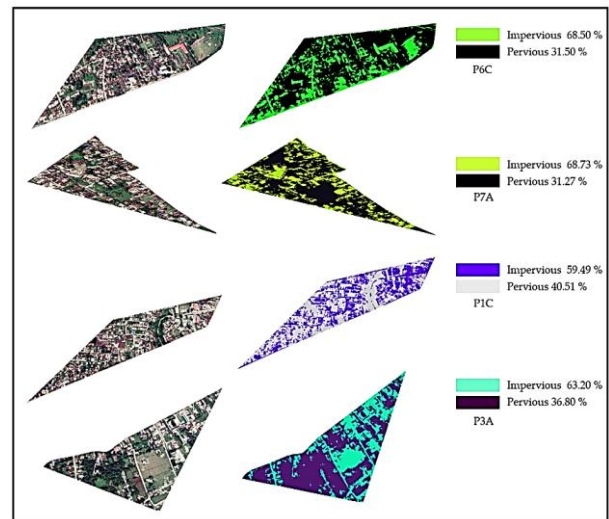 Impervious 68.50 %
Pervious 31.50 %
P6C
Impervious 68.73 %
Pervious 31.27 %
P7A
Impervious 59.49 %
Pervious 40.51 %
P1C
Impervious 63.20 %
Pervious 36.80 %
P3A